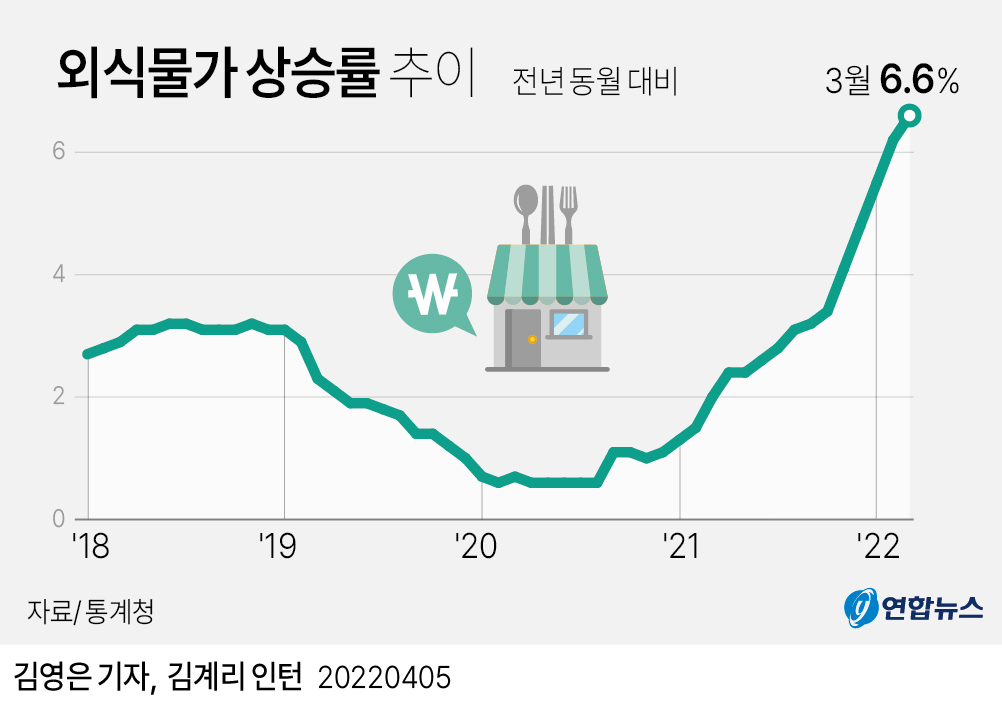 외식물가 상승률 추이 전년 동월 대비
3월 6.6%
6
4
2
0
₩
'18 '19 '20 '21 '22
자료/ 통계청
y 연합뉴스
김영은 기자, 김계리 인턴 20220405